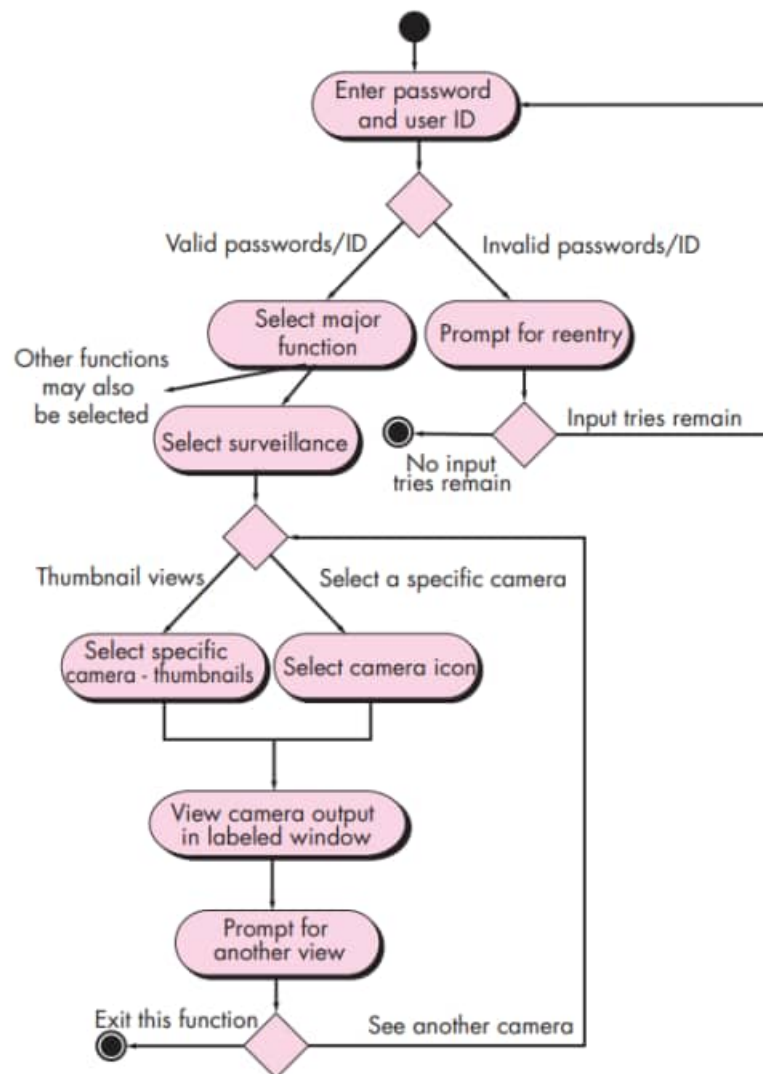 Enter password
and user ID
Valid passwords/ID
Invalid passwords/ID
Select major
function
Prompt for reentry
Other functions
may also
be selected
Input tries remain
Select surveillance
No input
tries remain
Thumbnail views
Select a specific camera
Select specific
camera - thumbnails
Select camera icon
View camera output
in labeled window
Prompt for
another view
Exit this function
See another camera